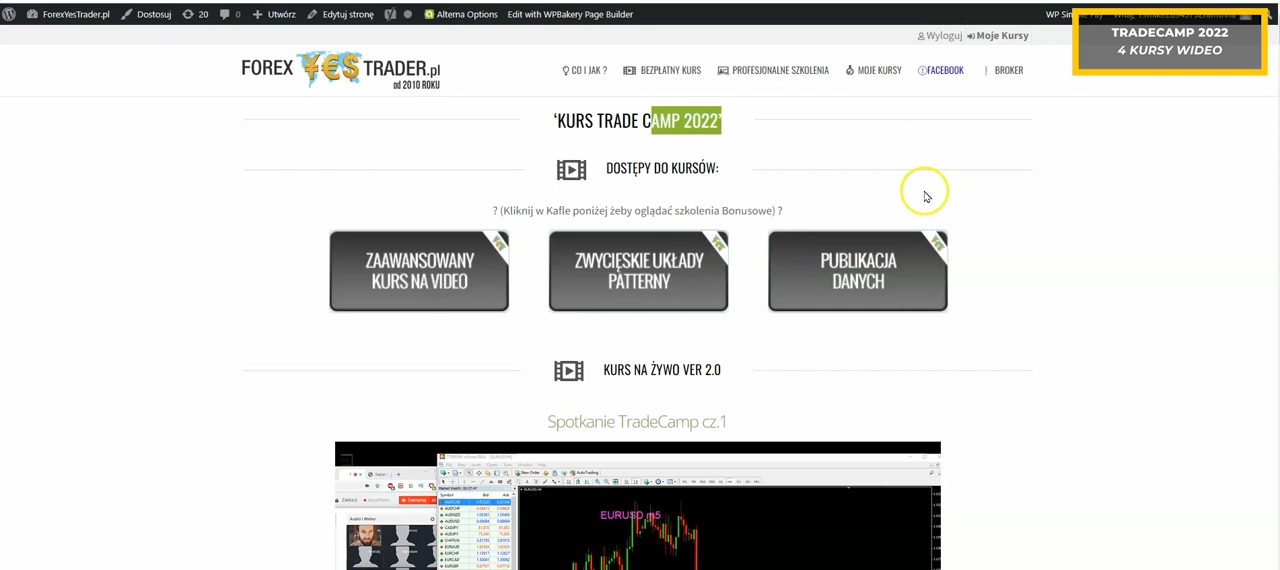 ForexYesTrader.pl Dostosuj 20 0 Utwórz Edytuj stronę Alterna Options Edit with WPBakery Page Builder
TRADECAMP 2022
4 KURSY WIDEO
Wyloguj Moje Kursy
FOREX Y€S TRADER.pl
od 2010 ROKU
CO I JAK ? BEZPŁATNY KURS PROFESJONALNE SZKOLENIA MOJE KURSY FACEBOOK BROKER
‘KURS TRADE CAMP 2022’
DOSTĘPY DO KURSÓW:
? (Kliknij w Kafle poniżej żeby oglądać szkolenia Bonusowe) ?
ZAAWANSOWANY
KURS NA VIDEO
ZWYCIĘSKIE UKŁADY
PATTERNY
PUBLIKACJA
DANYCH
KURS NA ŻYWO VER 2.0
Spotkanie TradeCamp cz.1
EURUSD m5